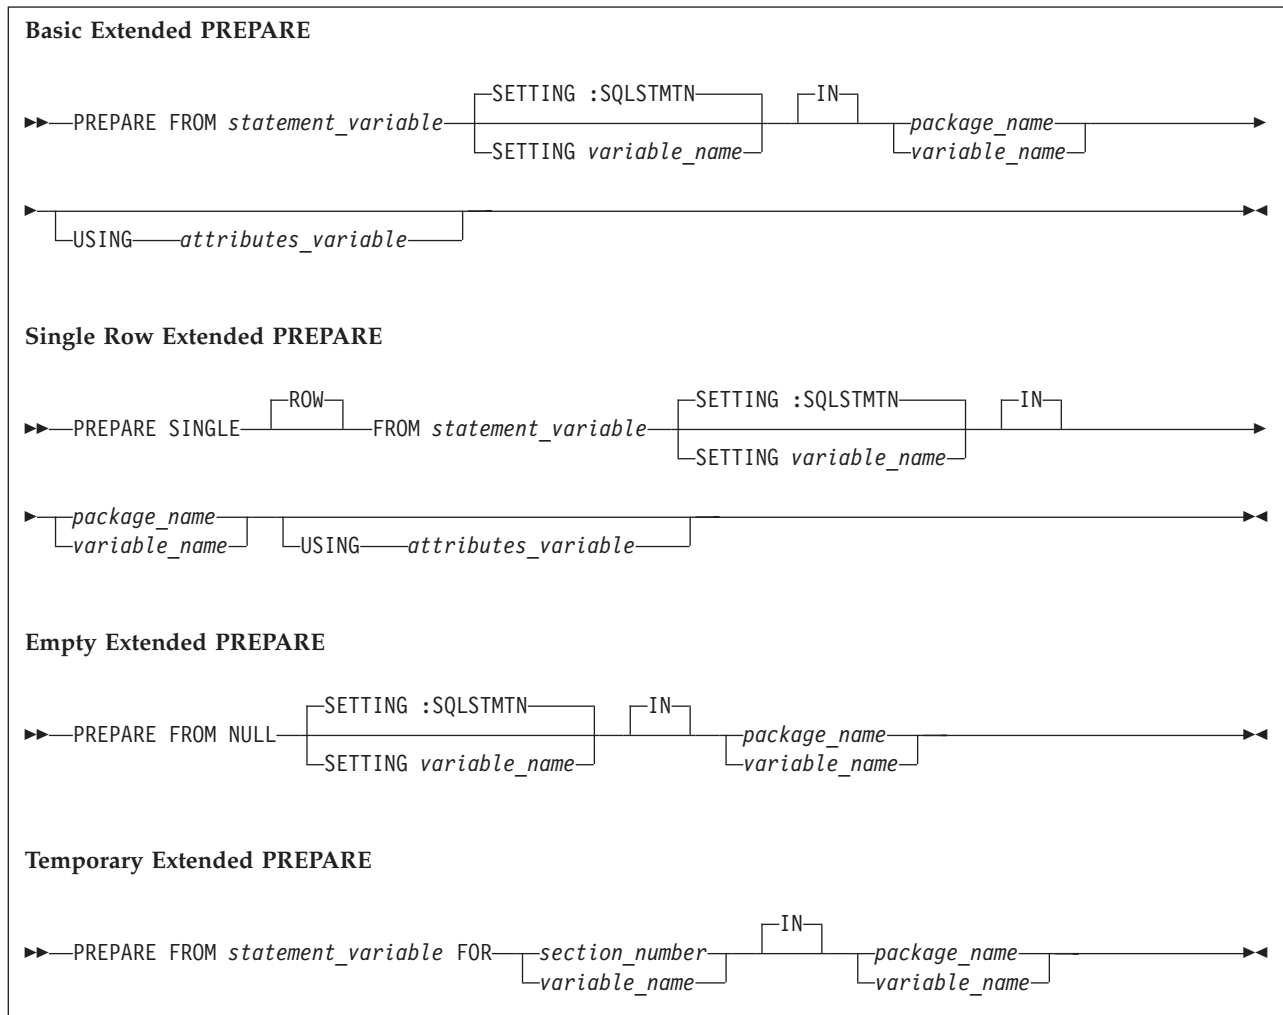 Basic Extended PREPARE
SETTING :SQLSTMTN IN
PREPARE FROM statement_variable package_name
SETTING variable_name variable_name
USING attributes_variable
Single Row Extended PREPARE
ROW SETTING :SQLSTMTN IN
PREPARE SINGLE FROM statement_variable
SETTING variable_name
package_name
variable_name USING attributes_variable
Empty Extended PREPARE
SETTING :SQLSTMTN IN
PREPARE FROM NULL package_name
SETTING variable_name variable_name
Temporary Extended PREPARE
IN
PREPARE FROM statement_variable FOR section_number package_name
variable_name variable_name